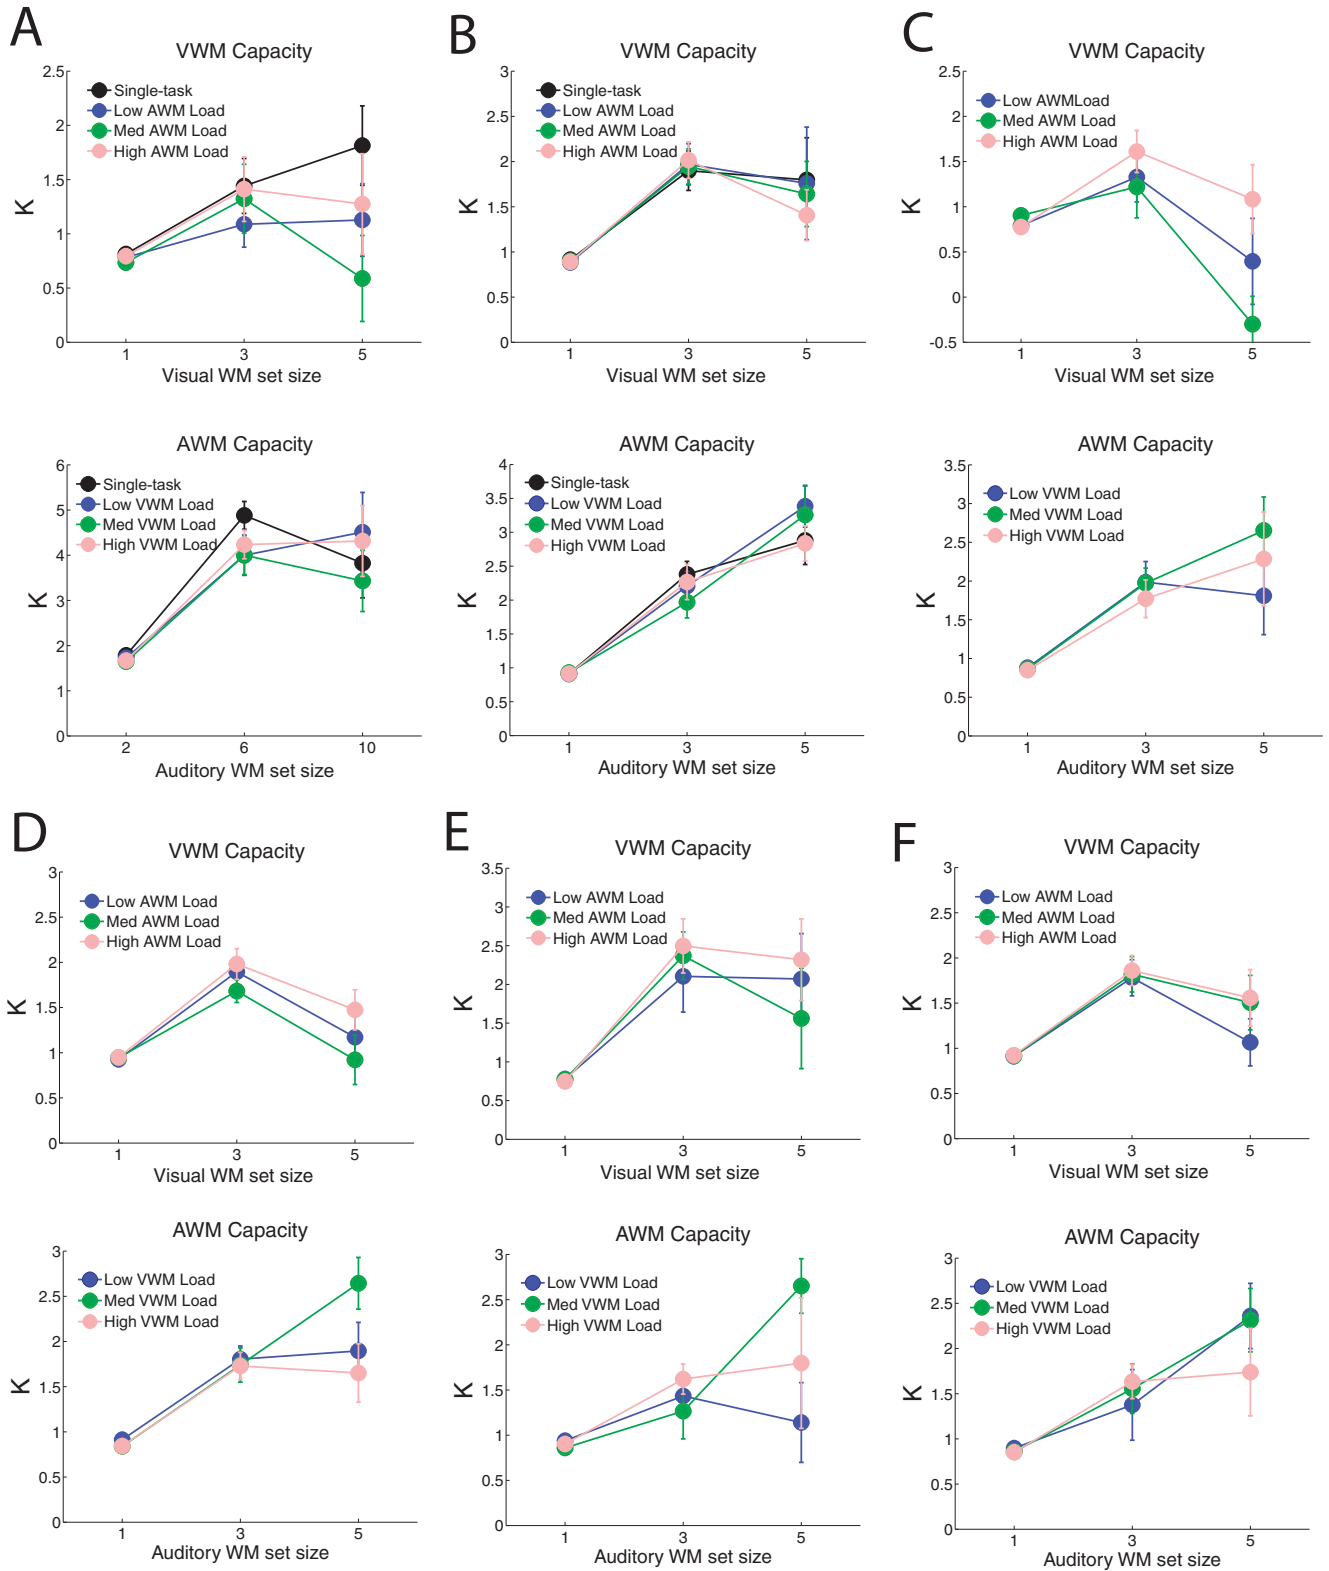 A
VWM Capacity
2.5
2
1.5
1
0.5
0
K
Single-task
Low AWM Load
Med AWM Load
High AWM Load
1 3 5
Visual WM set size
B
VWM Capacity
3
2.5
2
1.5
1
0.5
0
K
Single-task
Low AWM Load
Med AWM Load
High AWM Load
1 3 5
Visual WM set size
C
VWM Capacity
2.5
2
1.5
1
0.5
0
-0.5
K
Low AWMLoad
Med AWM Load
High AWM Load
1 3 5
Visual WM set size
AWM Capacity
6
5
4
3
2
1
0
K
Single-task
Low VWM Load
Med VWM Load
High VWM Load
2 6 10
Auditory WM set size
AWM Capacity
4
3.5
3
2.5
2
1.5
1
0.5
0
K
Single-task
Low VWM Load
Med VWM Load
High VWM Load
1 3 5
Auditory WM set size
AWM Capacity
3.5
3
2.5
2
1.5
1
0.5
0
K
Low VWM Load
Med VWM Load
High VWM Load
1 3 5
Auditory WM set size
D
VWM Capacity
3
2.5
2
1.5
1
0.5
0
K
Low AWM Load
Med AWM Load
High AWM Load
1 3 5
Visual WM set size
E
VWM Capacity
3.5
3
2.5
2
1.5
1
0.5
0
K
Low AWM Load
Med AWM Load
High AWM Load
1 3 5
Visual WM set size
F
VWM Capacity
3
2.5
2
1.5
1
0.5
0
K
Low AWM Load
Med AWM Load
High AWM Load
1 3 5
Visual WM set size
AWM Capacity
3
2.5
2
1.5
1
0.5
0
K
Low VWM Load
Med VWM Load
High VWM Load
1 3 5
Auditory WM set size
AWM Capacity
3
2.5
2
1.5
1
0.5
0
K
Low VWM Load
Med VWM Load
High VWM Load
1 3 5
Auditory WM set size
AWM Capacity
3
2.5
2
1.5
1
0.5
0
K
Low VWM Load
Med VWM Load
High VWM Load
1 3 5
Auditory WM set size